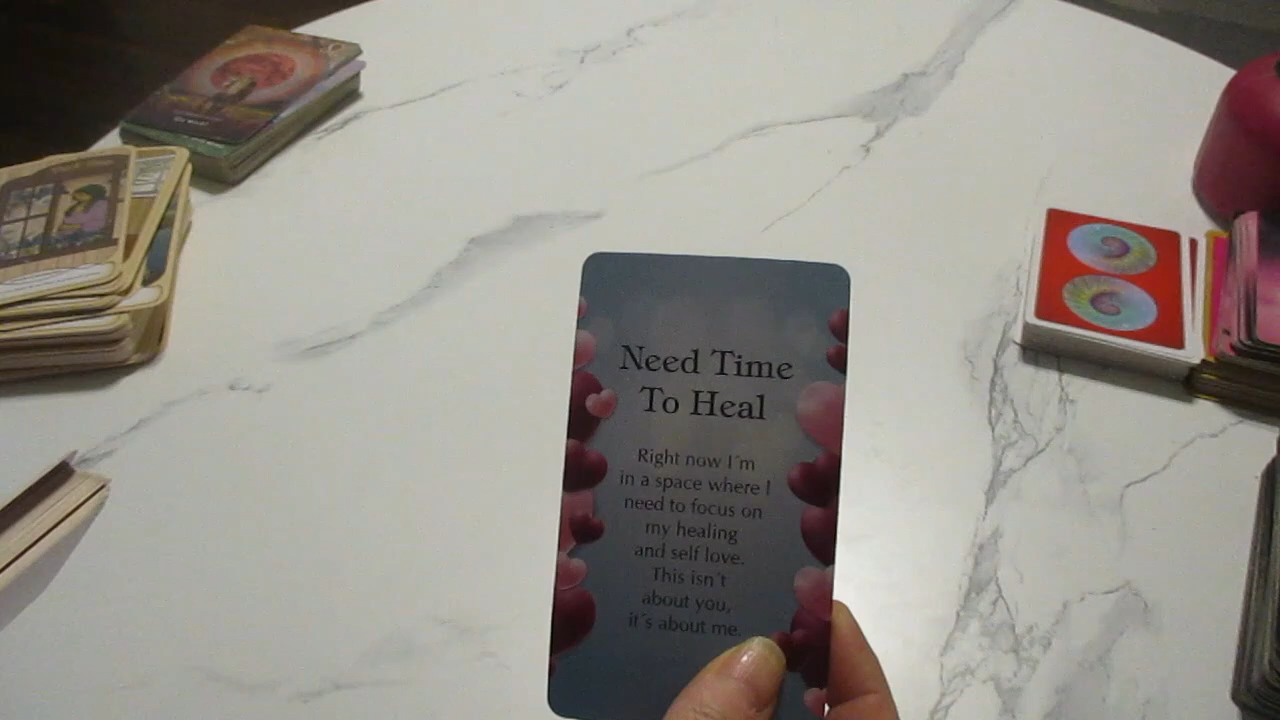 Need Time
To Heal
Right now I´m
in a space where I
need to focus on
my healing
and self love.
This isn´t
about you,
it´s about me.